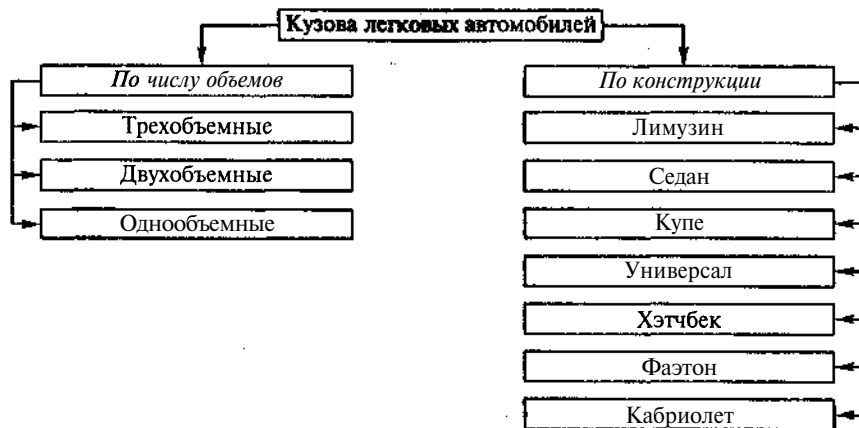 Кузова легковых автомобилей
По числу объемов
Трехобъемные
Двухобъемные
Однообъемные
По конструкции
Лимузин
Седан
Купе
Универсал
Хэтчбек
Фаэтон
Кабриолет